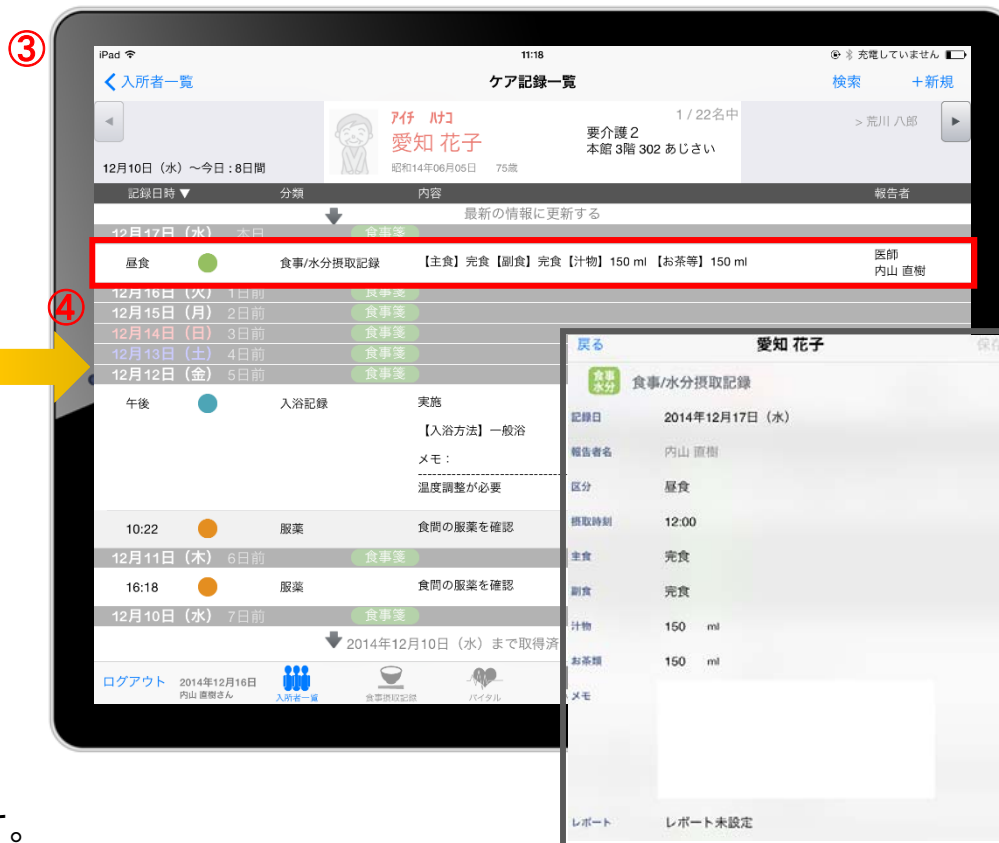 ③
iPad 11:18 充電していません
入所者一覧 ケア記録一覧 検索 +新規
アイチ ハナコ 1 / 22名中
愛知 花子 要介護2 > 荒川 八郎
本館 3階 302 あじさい
12月10日（水）～今日 : 8日間 昭和14年06月05日 75歳
記録日時 ▼ 分類 内容 報告者
最新の情報に更新する
12月17日（水） 本日 食事箋
昼食 食事/水分摂取記録 【主食】完食【副食】完食【汁物】150 ml 【お茶等】150 ml 医師
内山 直樹
12月16日（火） 1日前 食事箋
④
12月15日（月） 2日前 食事箋
12月14日（日） 3日前 食事箋
12月13日（土） 4日前 食事箋
12月12日（金） 5日前 食事箋
午後 入浴記録 実施
【入浴方法】一般浴
メモ：
温度調整が必要
10:22 服薬 食間の服薬を確認
12月11日（木） 6日前 食事箋
16:18 服薬 食間の服薬を確認
12月10日（水） 7日前 食事箋
2014年12月10日（水）まで取得済
ログアウト 2014年12月16日
内山 直樹さん
入所者一覧 食事摂取記録 バイタル
戻る 愛知 花子 保存
食事
水分
食事/水分摂取記録
記録日 2014年12月17日（水）
報告者名 内山 直樹
区分 昼食
摂取時刻 12:00
主食 完食
副食 完食
汁物 150 ml
お茶類 150 ml
メモ
レポート レポート未設定
。